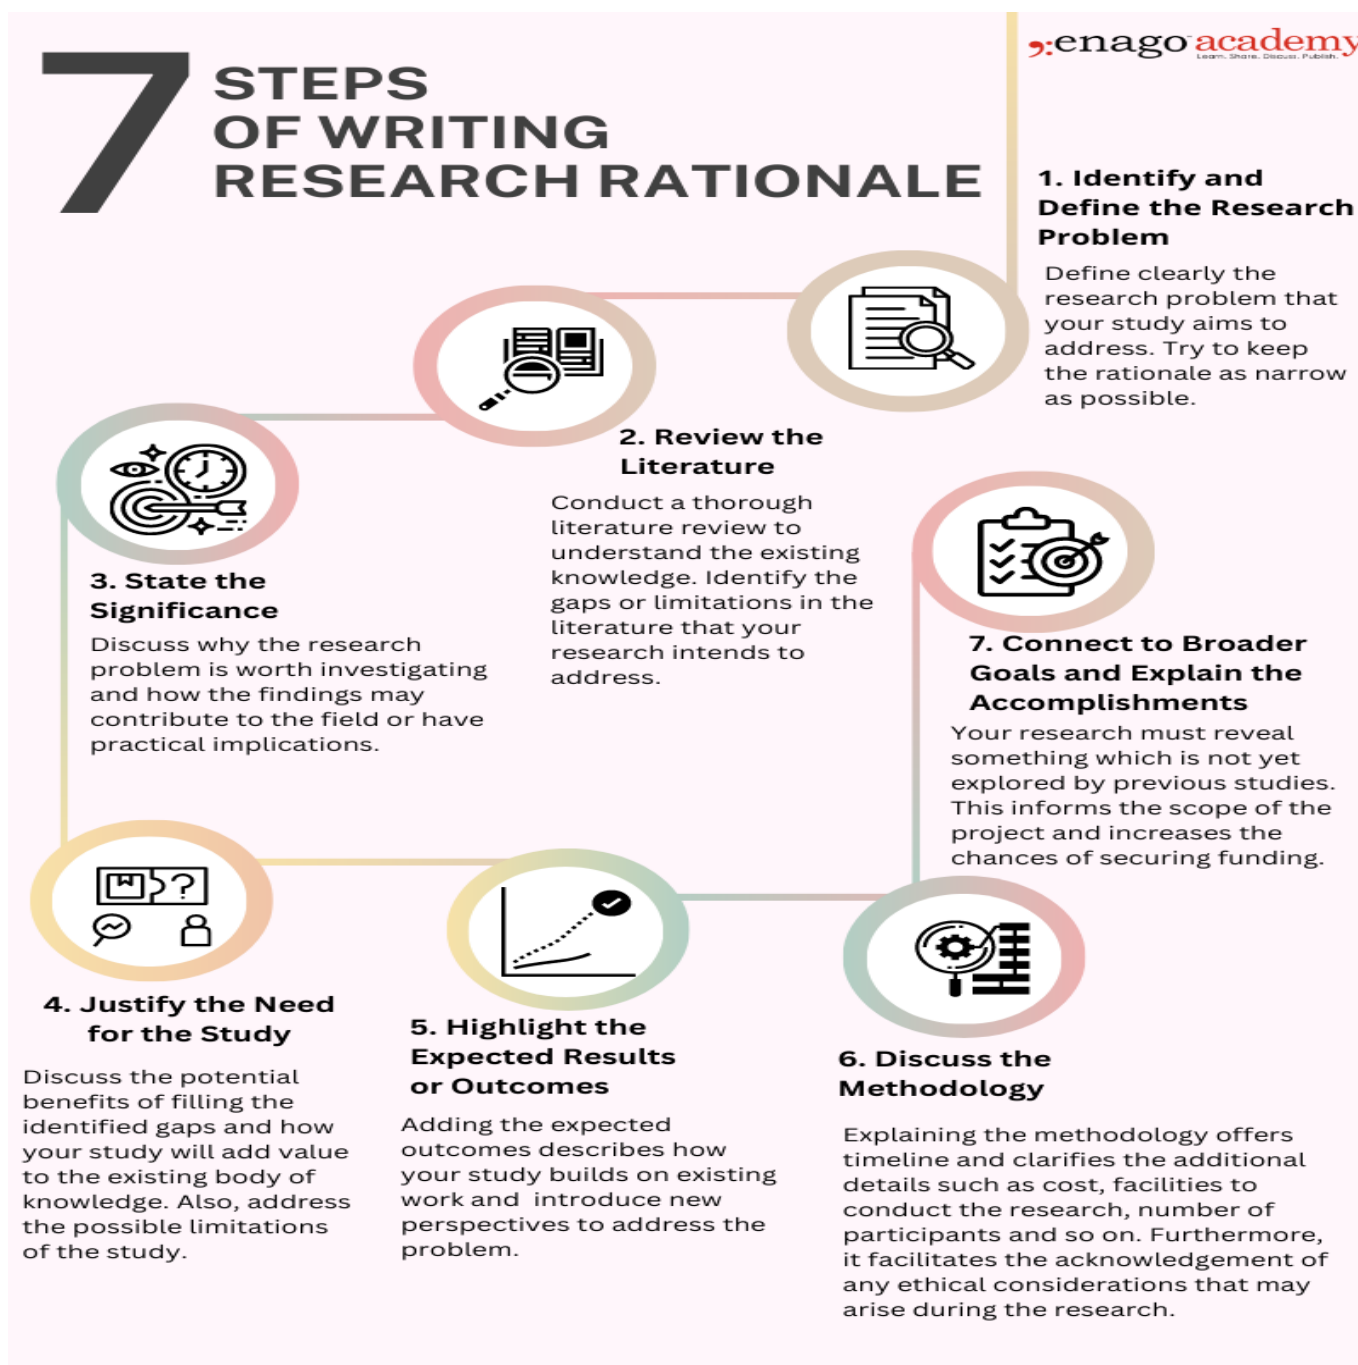 7
STEPS
OF WRITING
RESEARCH RATIONALE
enago academy
Learn. Share. Discuss. Publish.
1. Identify and
Define the Research
Problem
Define clearly the
research problem that
your study aims to
address. Try to keep
the rationale as narrow
as possible.
2. Review the
Literature
Conduct a thorough
literature review to
understand the existing
knowledge. Identify the
gaps or limitations in the
literature that your
research intends to
address.
3. State the
Significance
Discuss why the research
problem is worth investigating
and how the findings may
contribute to the field or have
practical implications.
4. Justify the Need
for the Study
Discuss the potential
benefits of filling the
identified gaps and how
your study will add value
to the existing body of
knowledge. Also, address
the possible limitations
of the study.
5. Highlight the
Expected Results
or Outcomes
Adding the expected
outcomes describes how
your study builds on existing
work and introduce new
perspectives to address the
problem.
6. Discuss the
Methodology
Explaining the methodology offers
timeline and clarifies the additional
details such as cost, facilities to
conduct the research, number of
participants and so on. Furthermore,
it facilitates the acknowledgement of
any ethical considerations that may
arise during the research.
7. Connect to Broader
Goals and Explain the
Accomplishments
Your research must reveal
something which is not yet
explored by previous studies.
This informs the scope of the
project and increases the
chances of securing funding.